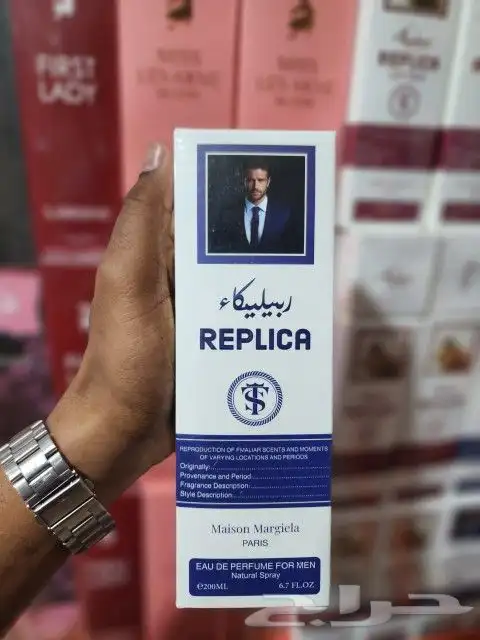 FIRST
LADY
REPLICA
ربيليكاء
REPLICA
TS
REPRODUCTION OF FMALIAR SCENTS AND MOMENTS
OF VARYING LOCATIONS AND PERIODS
Originally:
Provenance and Period
Fragrance Description:
Style Description
Maison Margiela
PARIS
EAU DE PERFUME FOR MEN
Natural Spray
℮200ML 6.7 FL.OZ
حراج